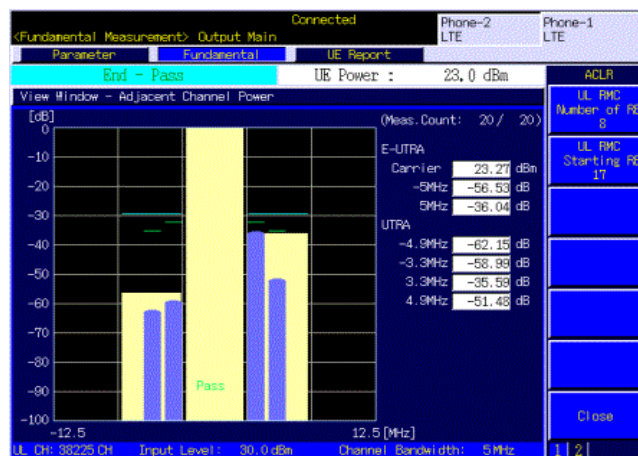 Connected
Phone-2
LTE
Phone-1
LTE
<Fundamental Measurement> Output Main
Parameter
Fundamental
UE Report
End - Pass
UE Power : 23.0 dBm
ACLR
View Window - Adjacent Channel Power
UL RMC
Number of RB
8
UL RMC
Starting RB
17
[dB]
0
-10
-20
-30
-40
-50
-60
-70
-80
-90
-100
Pass
-12.5
12.5[MHz]
(Meas.Count: 20/ 20)
E-UTRA
Carrier 23.27 dBm
-5MHz -56.53 dB
5MHz -36.04 dB
UTRA
-4.9MHz -62.15 dB
-3.3MHz -58.99 dB
3.3MHz -35.59 dB
4.9MHz -51.48 dB
Close
UL CH: 38225 CH Input Level: 30.0 dBm Channel Bandwidth: 5 MHz
1 2